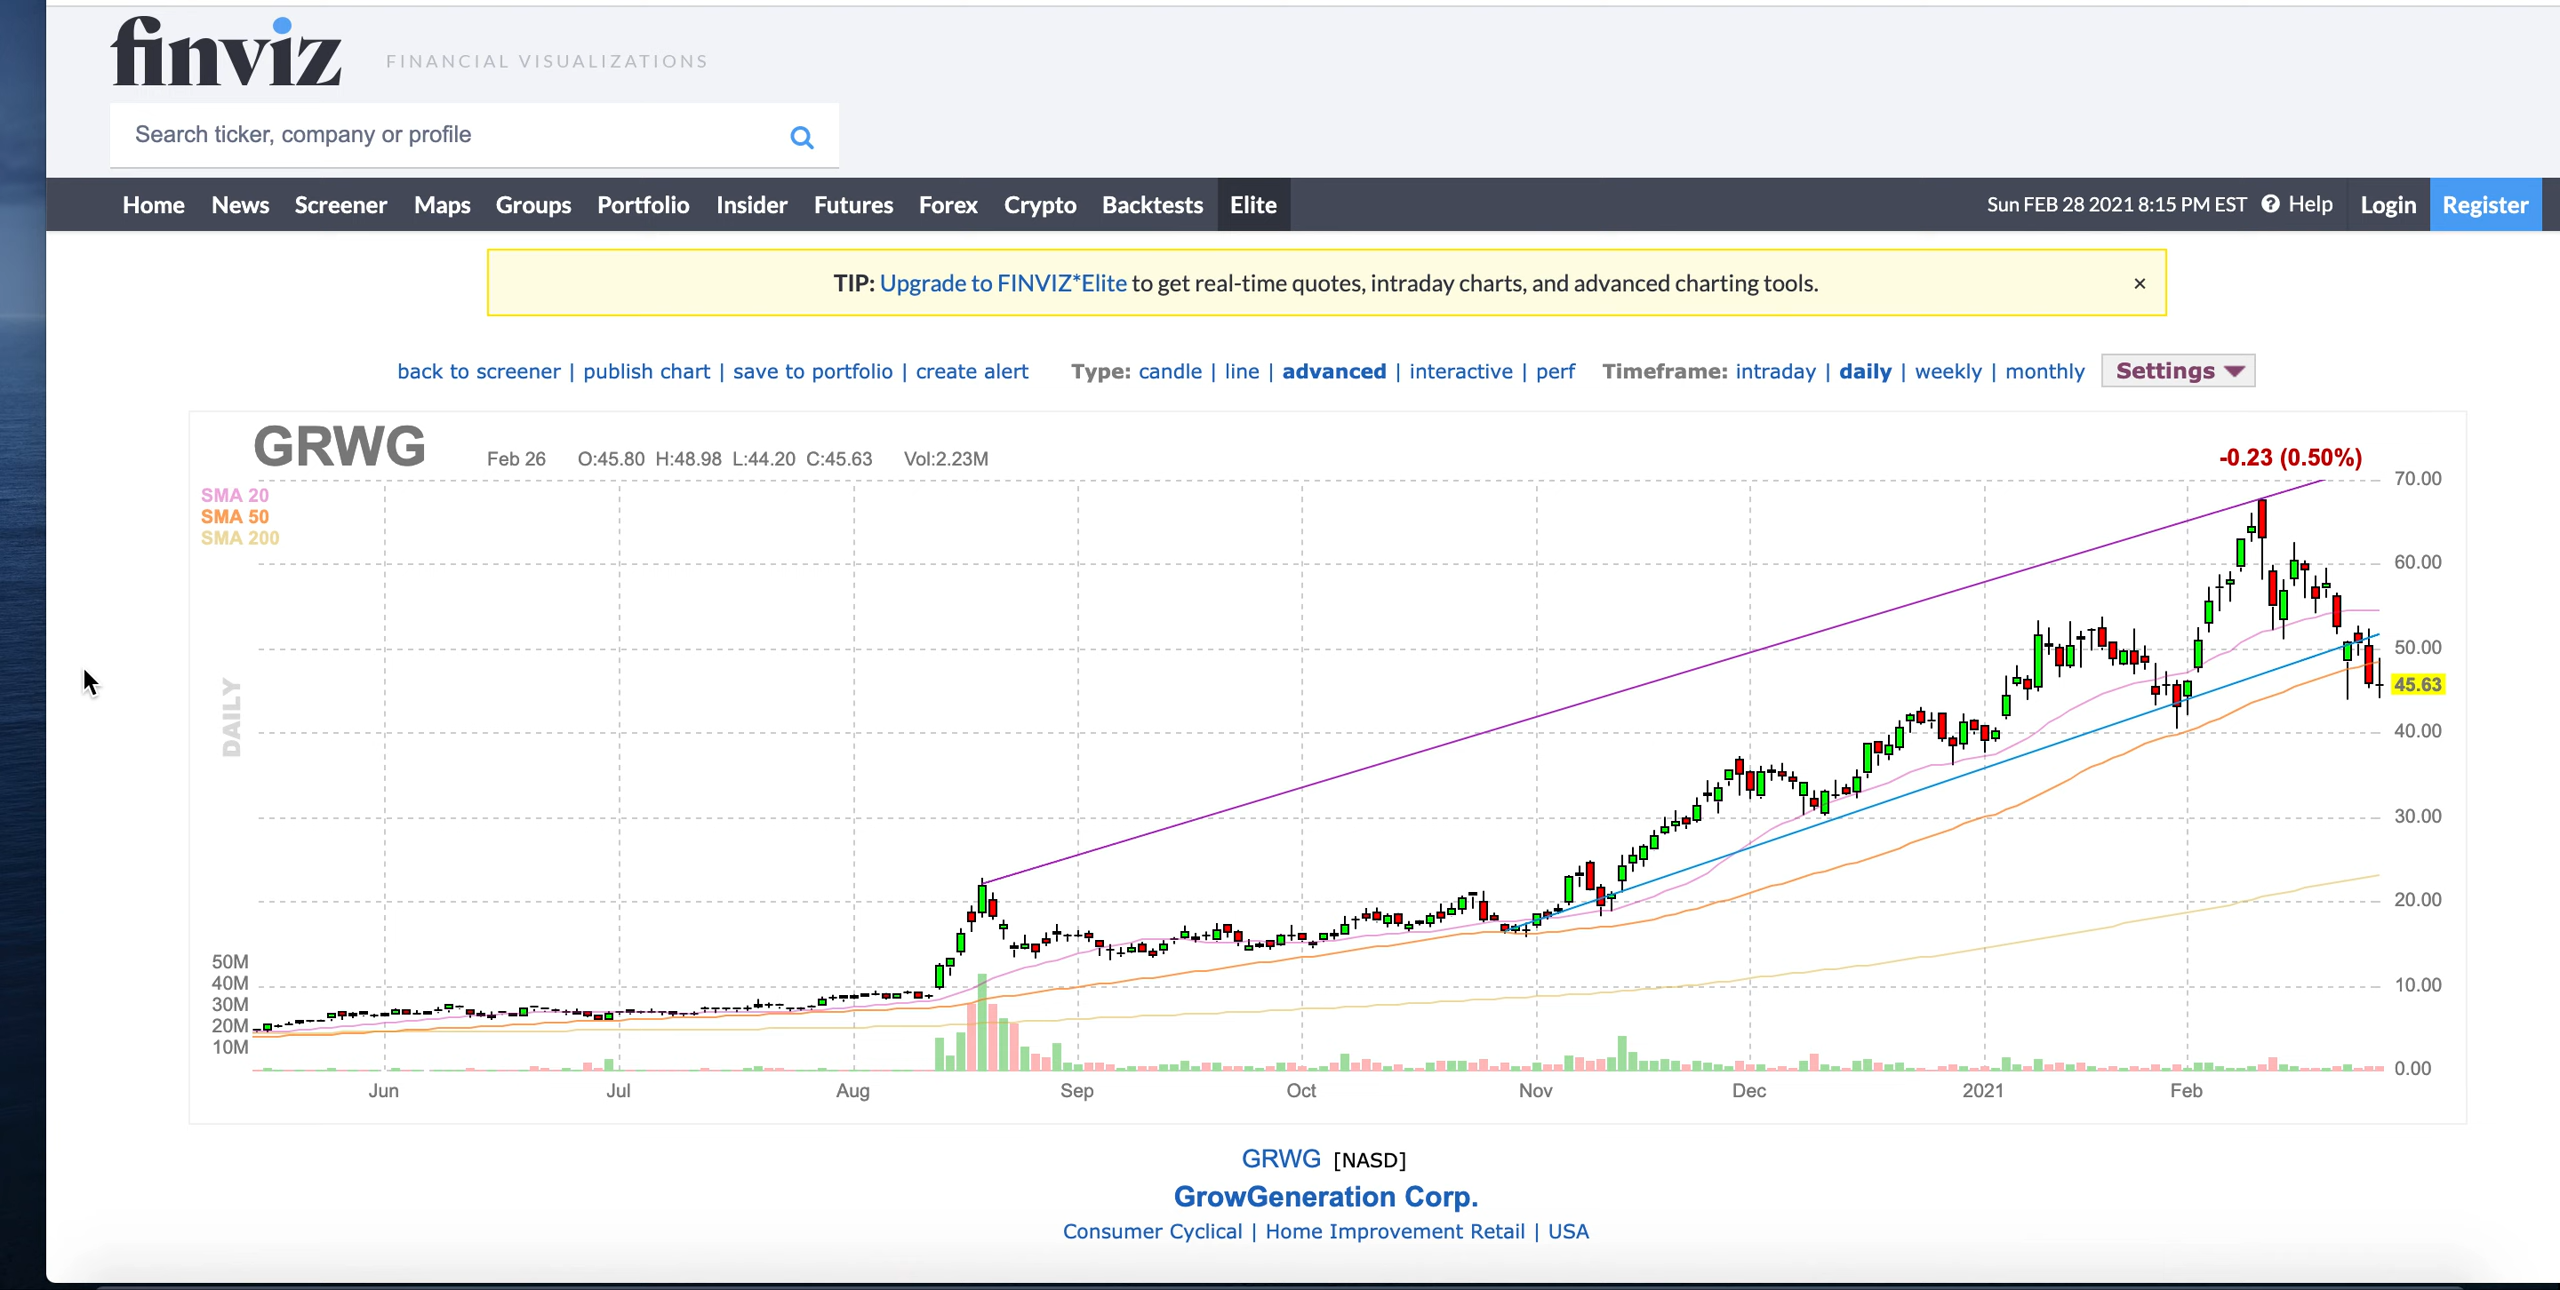 finviz FINANCIAL VISUALIZATIONS
Search ticker, company or profile
Home News Screener Maps Groups Portfolio Insider Futures Forex Crypto Backtests Elite Sun FEB 28 2021 8:15 PM EST ? Help Login Register
TIP: Upgrade to FINVIZ*Elite to get real-time quotes, intraday charts, and advanced charting tools. ×
back to screener | publish chart | save to portfolio | create alert Type: candle | line | advanced | interactive | perf Timeframe: intraday | daily | weekly | monthly Settings
GRWG Feb 26 O:45.80 H:48.98 L:44.20 C:45.63 Vol:2.23M -0.23 (0.50%)
SMA 20
SMA 50
SMA 200
70.00
60.00
50.00
45.63
40.00
30.00
20.00
10.00
0.00
DAILY
50M
40M
30M
20M
10M
Jun Jul Aug Sep Oct Nov Dec 2021 Feb
GRWG [NASD]
GrowGeneration Corp.
Consumer Cyclical | Home Improvement Retail | USA